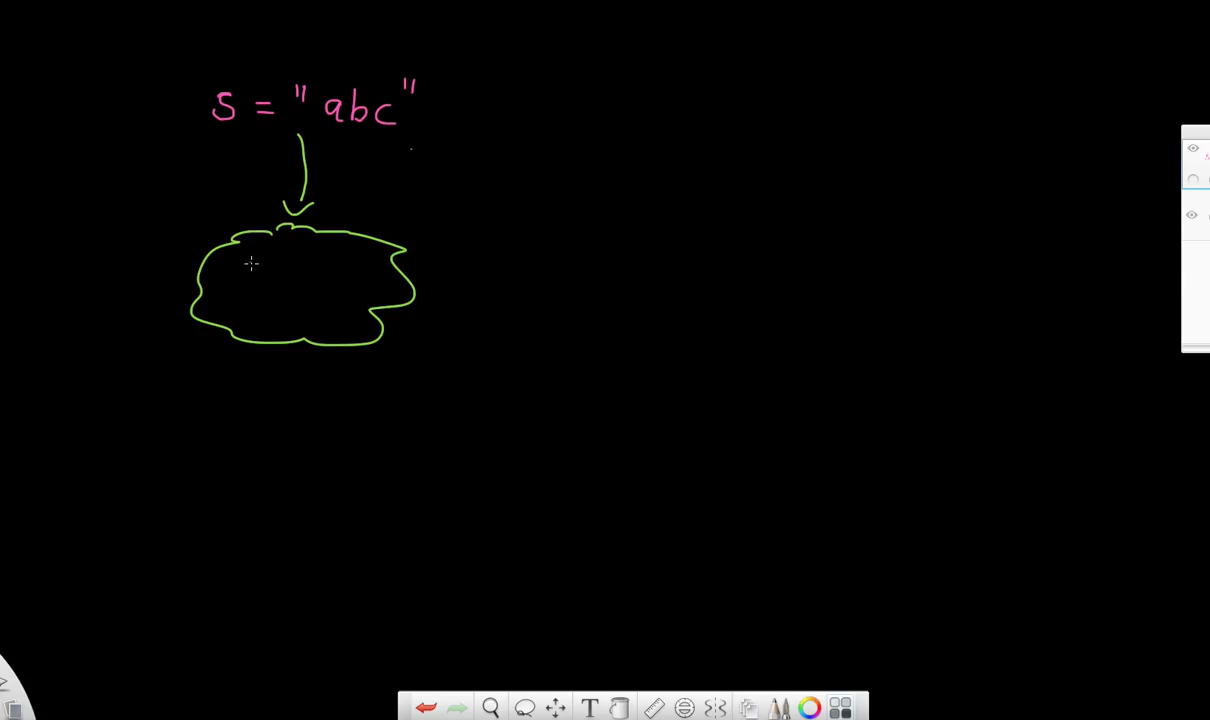 S = " abc"
T